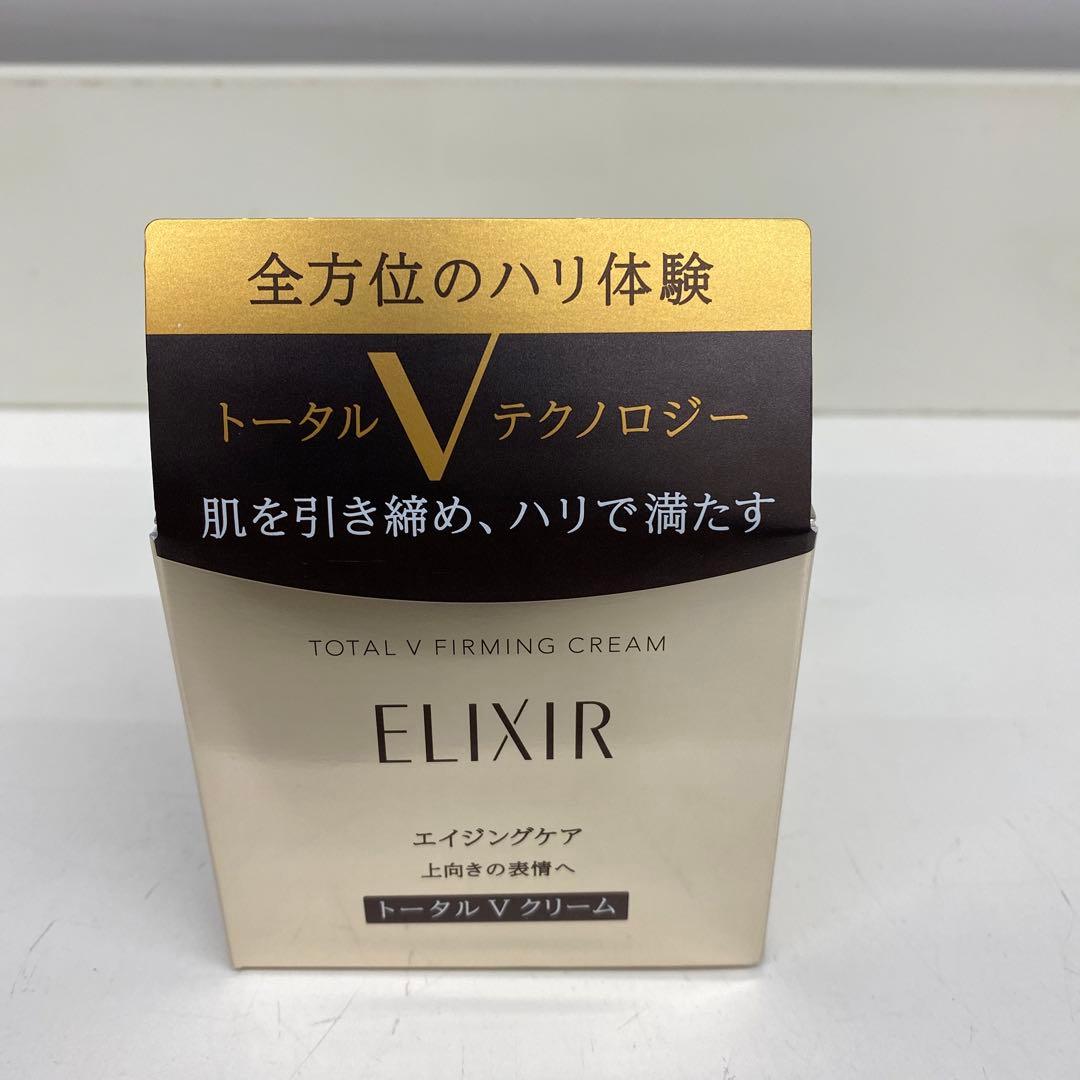 全方位のハリ体験
トータル V テクノロジー
肌を引き締め、ハリで満たす
TOTAL V FIRMING CREAM
ELIXIR
エイジングケア
上向きの表情へ
トータル V クリーム